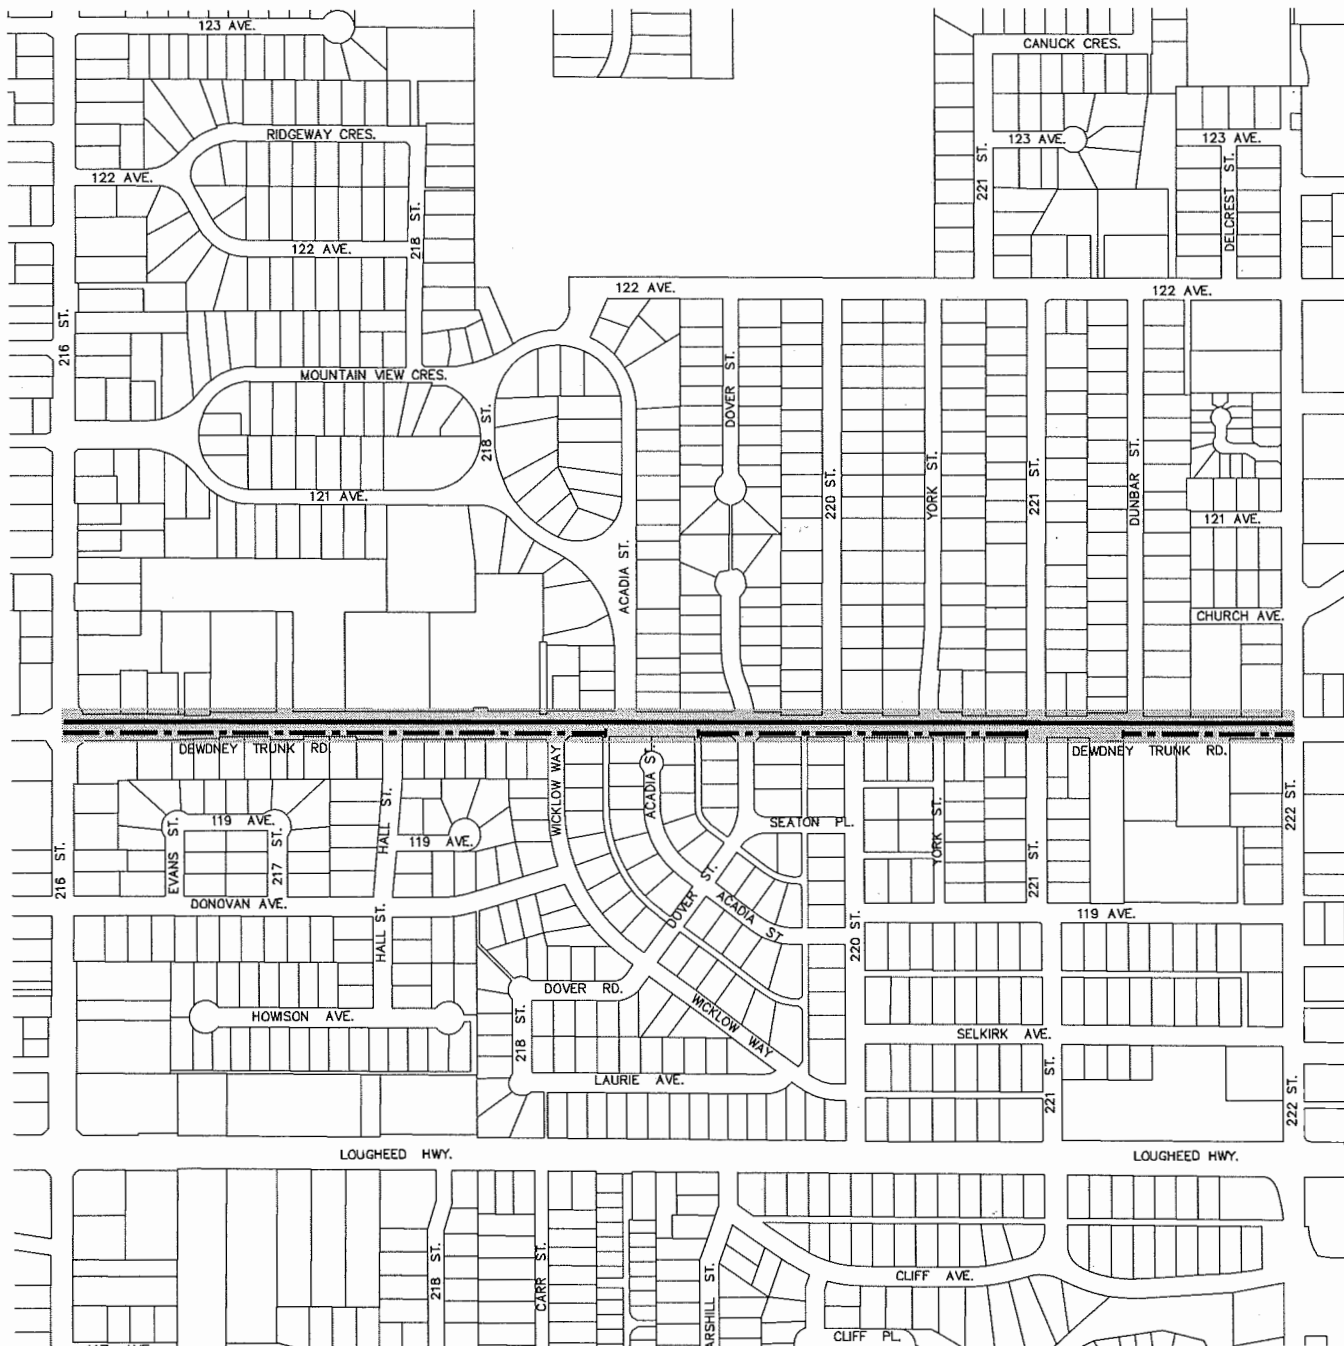 123 AVE.
CANUCK CRES.
RIDGEWAY CRES.
123 AVE.
123 AVE.
122 AVE.
221 ST.
DELCREST ST.
218 ST.
122 AVE.
122 AVE.
122 AVE.
216 ST.
MOUNTAIN VIEW CRES.
DOVER ST.
218 ST.
220 ST.
YORK ST.
221 ST.
DUNBAR ST.
121 AVE.
121 AVE.
ACADIA ST.
CHURCH AVE.
DEWDNEY TRUNK RD.
DEWDNEY TRUNK RD.
WICKLOW WAY
ACADIA ST.
222 ST.
HALL ST.
119 AVE.
SEATON PL.
EVANS ST.
217 ST.
119 AVE.
YORK ST.
216 ST.
221 ST.
DONOVAN AVE.
DOVER ST.
ACADIA ST
119 AVE.
HALL ST.
220 ST.
DOVER RD.
HOWISON AVE.
218 ST.
WICKLOW WAY
SELKIRK AVE.
LAURIE AVE.
221 ST.
222 ST.
LOUGHEED HWY.
LOUGHEED HWY.
218 ST.
CARR ST.
ARSHILL ST.
CLIFF AVE.
CLIFF PL.